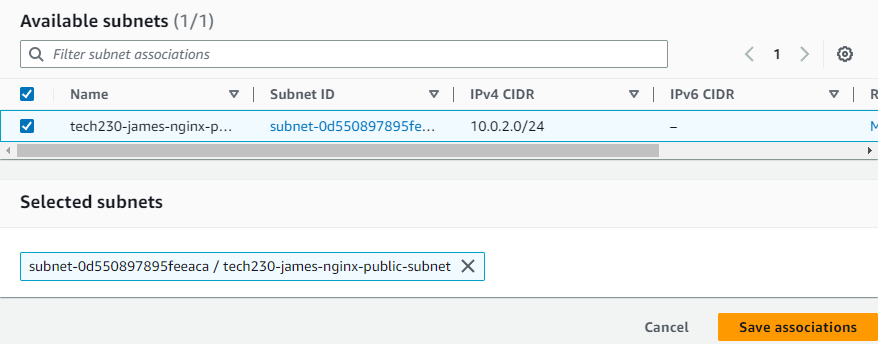 Available subnets (1/1)
Filter subnet associations
1
Name Subnet ID IPv4 CIDR IPv6 CIDR R
tech230-james-nginx-p... subnet-0d550897895fe... 10.0.2.0/24 – M
Selected subnets
subnet-0d550897895feeaca / tech230-james-nginx-public-subnet
Cancel Save associations